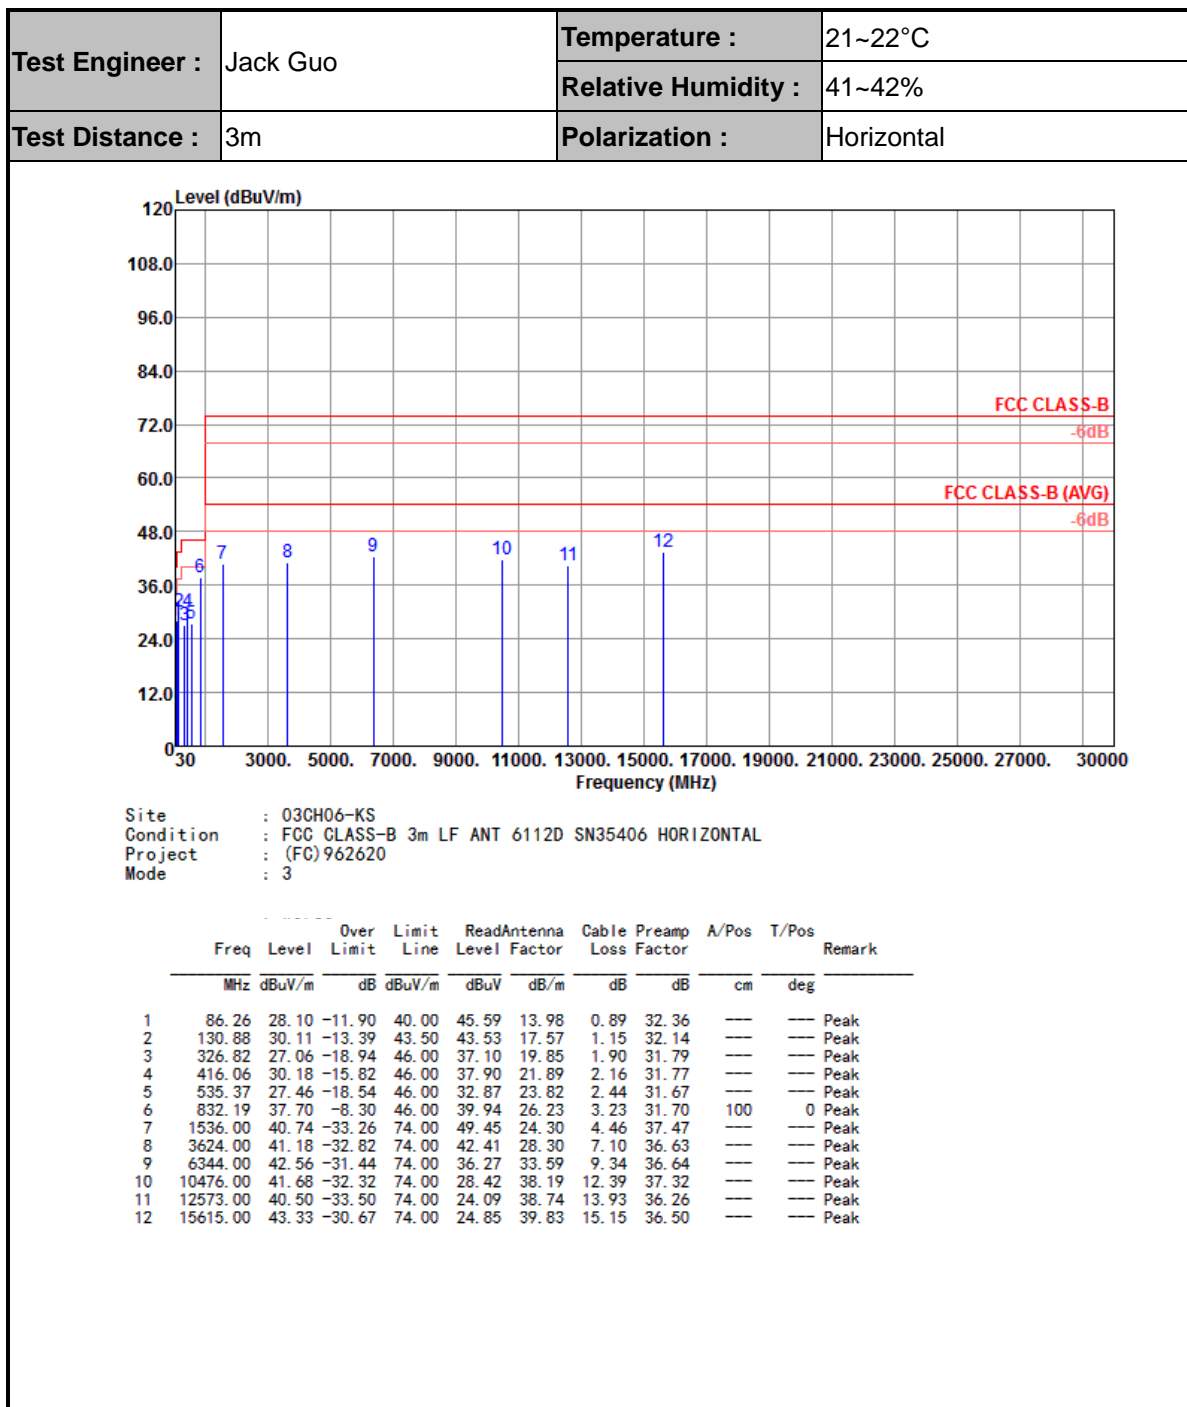 Test Engineer : Jack Guo Temperature : 21~22°C
Relative Humidity : 41~42%
Test Distance : 3m Polarization : Horizontal
Level (dBuV/m)
120
108.0
96.0
84.0
FCC CLASS-B
72.0
-6dB
60.0
FCC CLASS-B (AVG)
-6dB
48.0
12
9
10
7 8 11
6
36.0
2 4
3 5
24.0
12.0
0
30 3000. 5000. 7000. 9000. 11000. 13000. 15000. 17000. 19000. 21000. 23000. 25000. 27000. 30000
Frequency (MHz)
Site : 03CH06-KS
Condition : FCC CLASS-B 3m LF ANT 6112D SN35406 HORIZONTAL
Project : (FC)962620
Mode : 3
Over Limit ReadAntenna Cable Preamp A/Pos T/Pos
Freq Level Limit Line Level Factor Loss Factor Remark
MHz dBuV/m dB dBuV/m dBuV dB/m dB dB cm deg
1 86.26 28.10 -11.90 40.00 45.59 13.98 0.89 32.36 --- --- Peak
2 130.88 30.11 -13.39 43.50 43.53 17.57 1.15 32.14 --- --- Peak
3 326.82 27.06 -18.94 46.00 37.10 19.85 1.90 31.79 --- --- Peak
4 416.06 30.18 -15.82 46.00 37.90 21.89 2.16 31.77 --- --- Peak
5 535.37 27.46 -18.54 46.00 32.87 23.82 2.44 31.67 --- --- Peak
6 832.19 37.70 -8.30 46.00 39.94 26.23 3.23 31.70 100 0 Peak
7 1536.00 40.74 -33.26 74.00 49.45 24.30 4.46 37.47 --- --- Peak
8 3624.00 41.18 -32.82 74.00 42.41 28.30 7.10 36.63 --- --- Peak
9 6344.00 42.56 -31.44 74.00 36.27 33.59 9.34 36.64 --- --- Peak
10 10476.00 41.68 -32.32 74.00 28.42 38.19 12.39 37.32 --- --- Peak
11 12573.00 40.50 -33.50 74.00 24.09 38.74 13.93 36.26 --- --- Peak
12 15615.00 43.33 -30.67 74.00 24.85 39.83 15.15 36.50 --- --- Peak